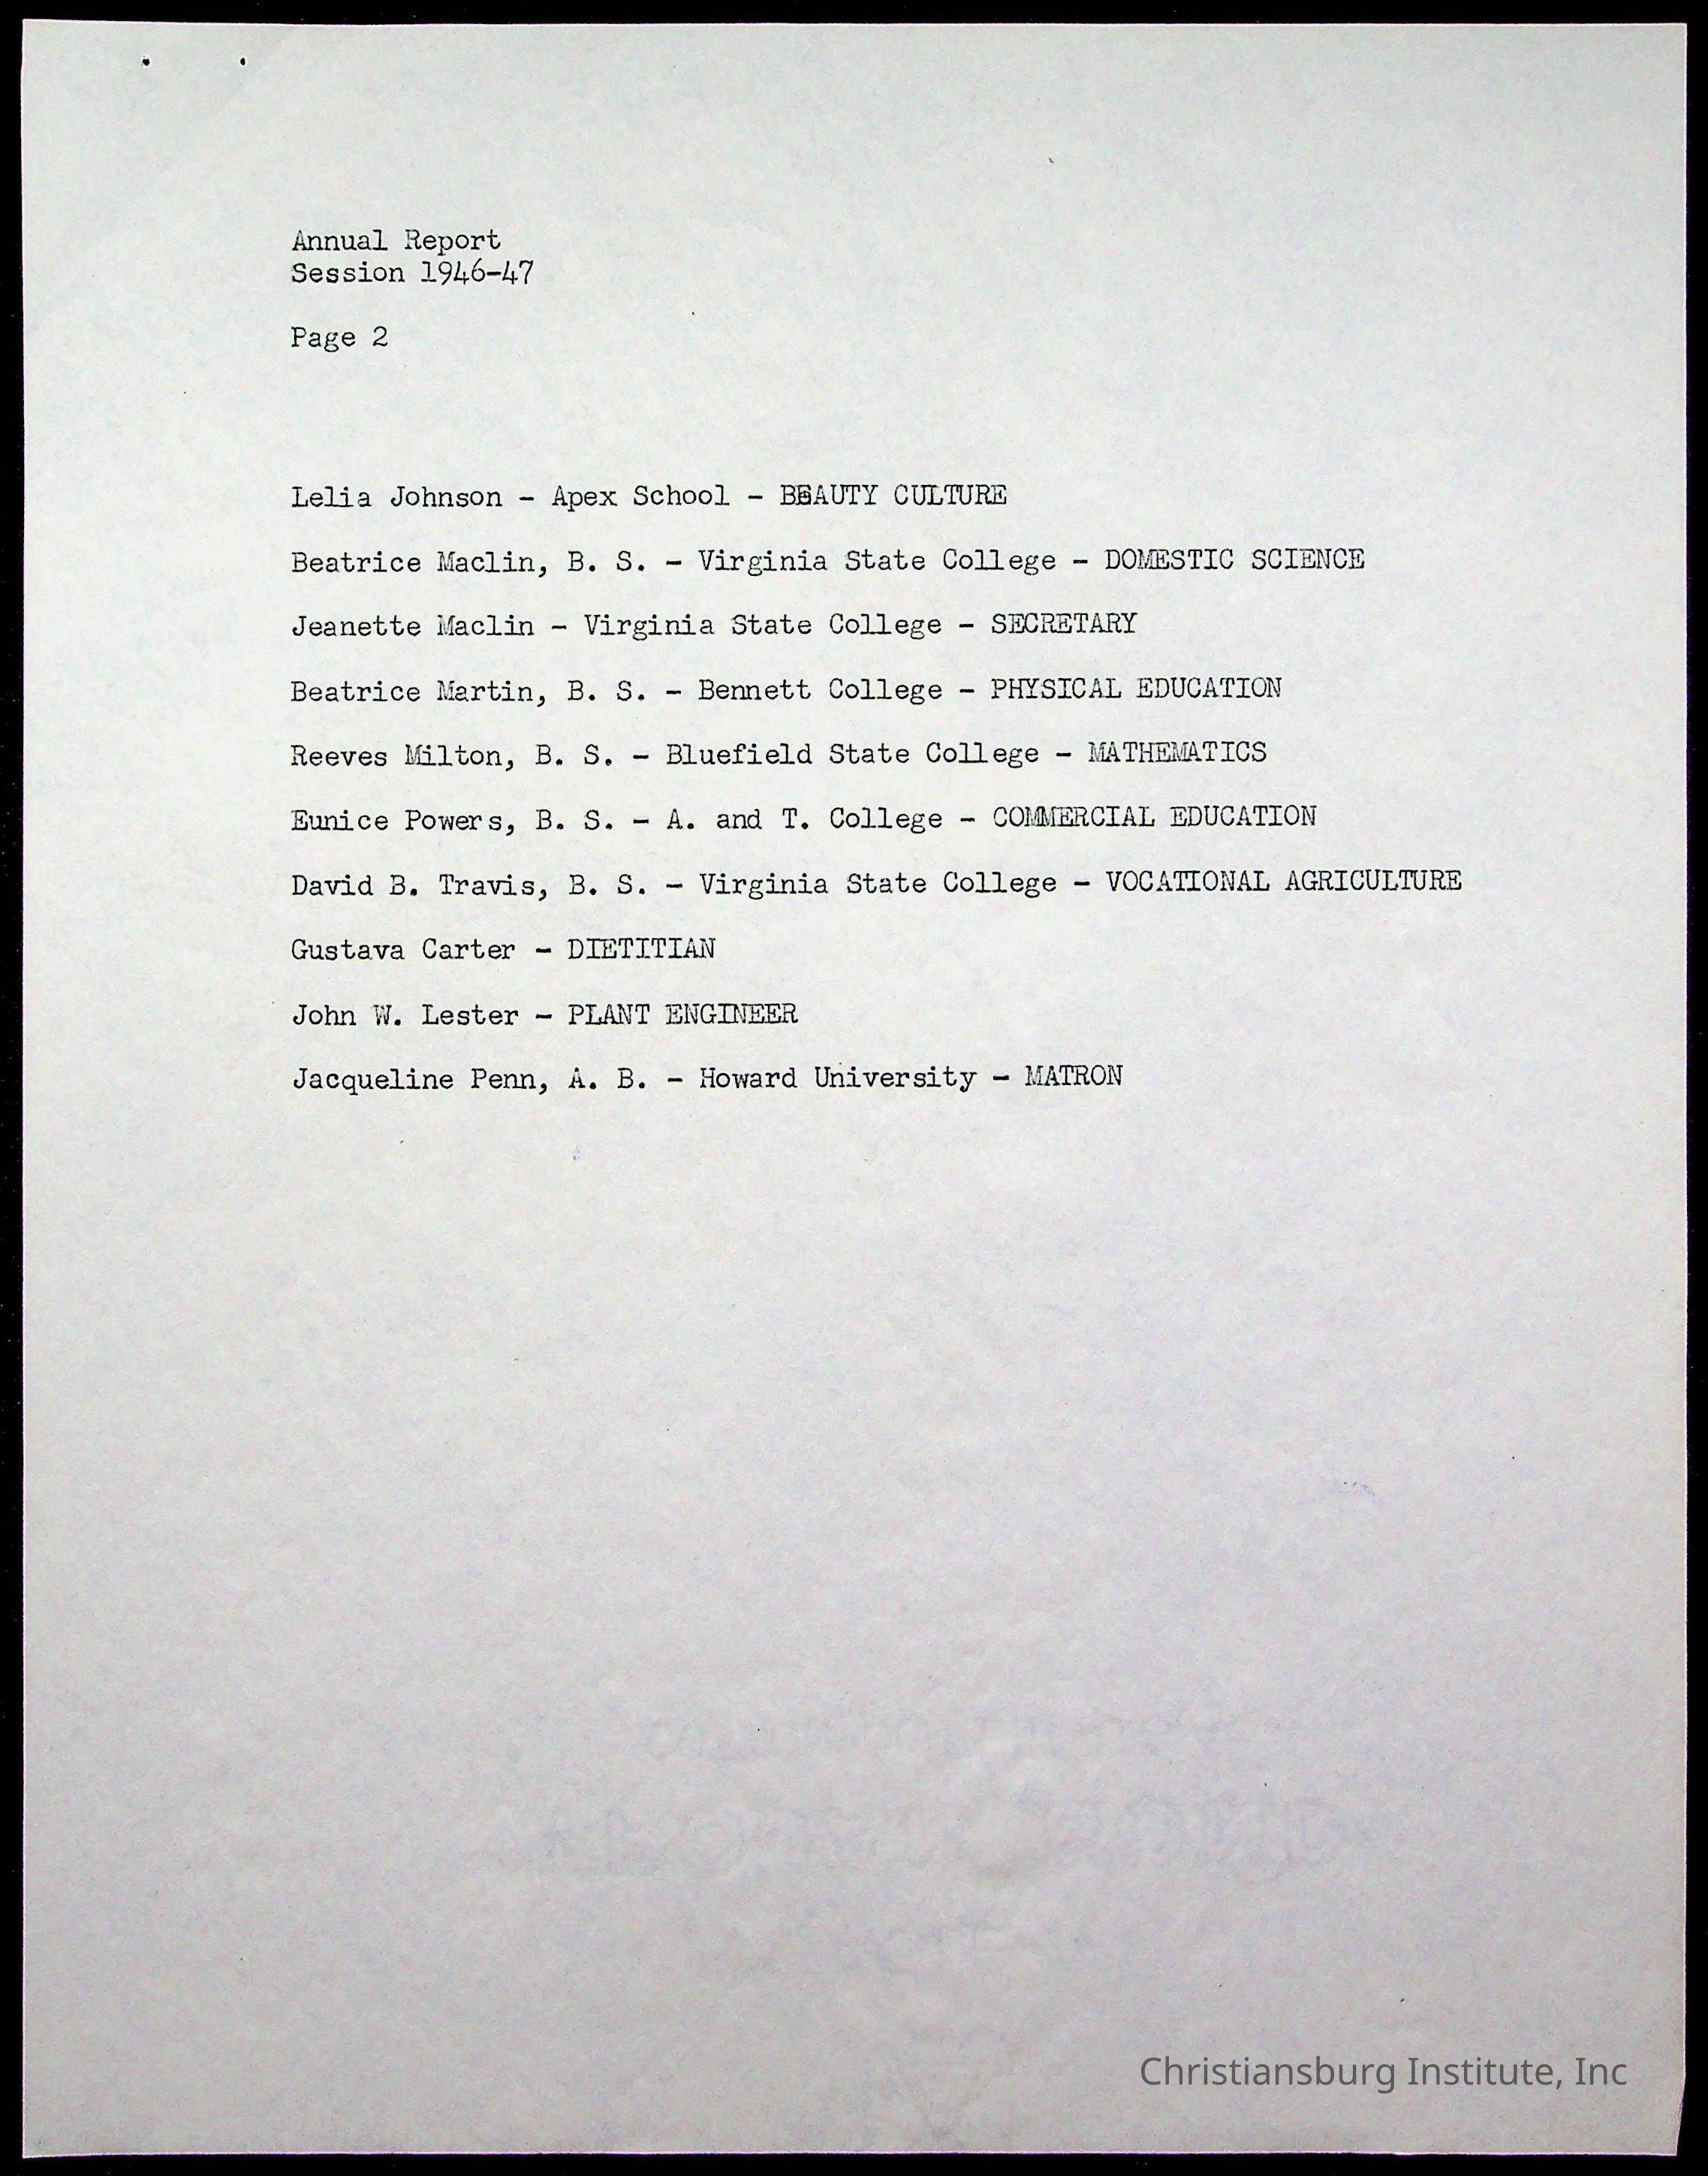 Annual Report
Session 1946-47
Page 2
Lelia Johnson - Apex School - BEAUTY CULTURE
Beatrice Maclin, B. S. - Virginia State College - DOMESTIC SCIENCE
Jeanette Maclin - Virginia State College - SECRETARY
Beatrice Martin, B. S. - Bennett College - PHYSICAL EDUCATION
Reeves Milton, B. S. - Bluefield State College - MATHEMATICS
Eunice Powers, B. S. - A. and T. College - COMMERCIAL EDUCATION
David B. Travis, B. S. - Virginia State College - VOCATIONAL AGRICULTURE
Gustava Carter - DIETITIAN
John W. Lester - PLANT ENGINEER
Jacqueline Penn, A. B. - Howard University - MATRON
Christiansburg Institute, Inc